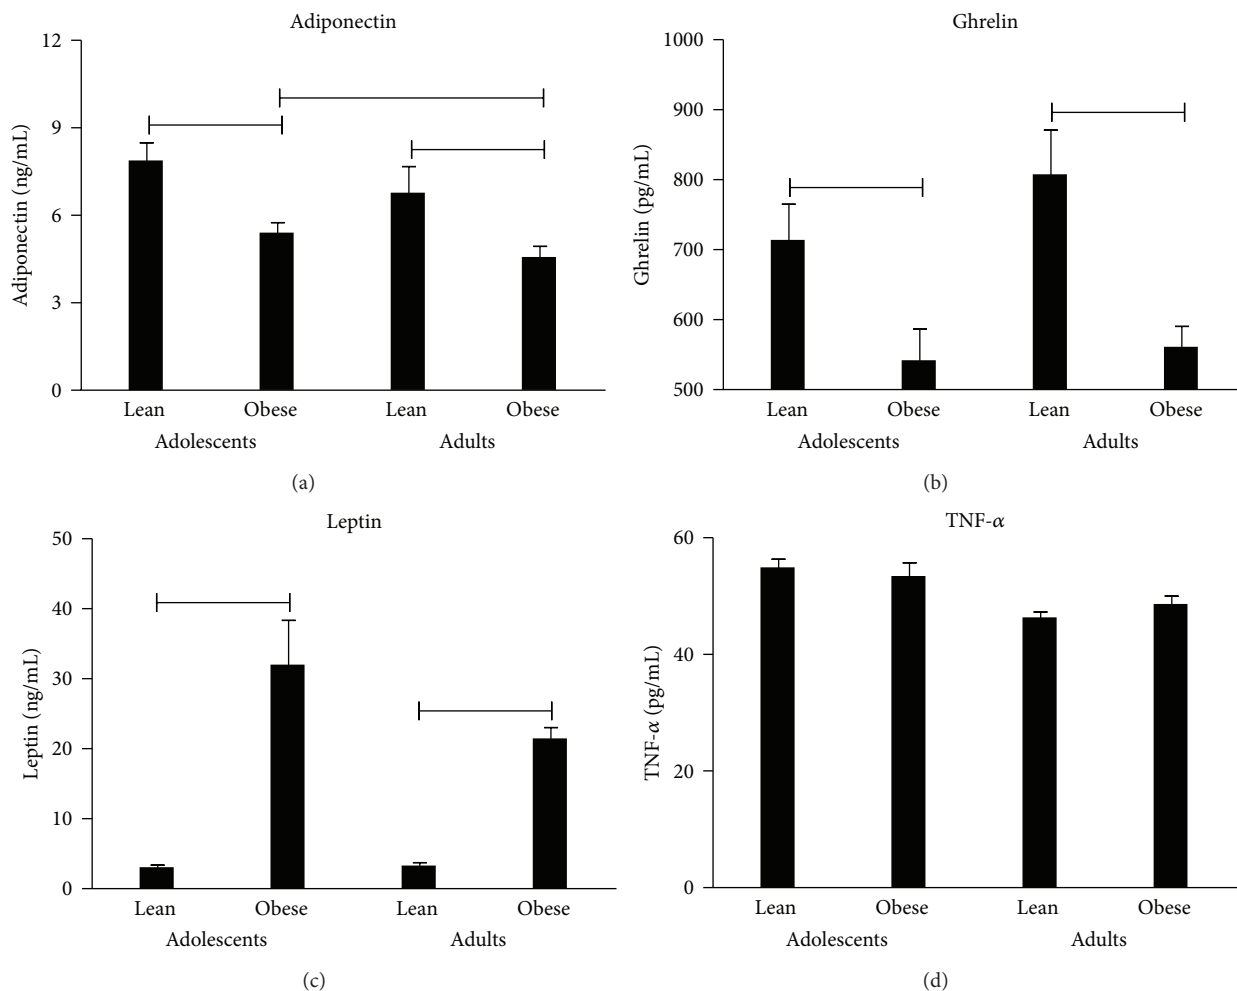 Adiponectin
Adiponectin (ng/mL)
12
9
6
3
0
Lean Obese Lean Obese
Adolescents Adults
(a)
Ghrelin
Ghrelin (pg/mL)
1000
900
800
700
600
500
Lean Obese Lean Obese
Adolescents Adults
(b)
Leptin
Leptin (ng/mL)
50
40
30
20
10
0
Lean Obese Lean Obese
Adolescents Adults
(c)
TNF-α
TNF-α (pg/mL)
60
40
20
0
Lean Obese Lean Obese
Adolescents Adults
(d)